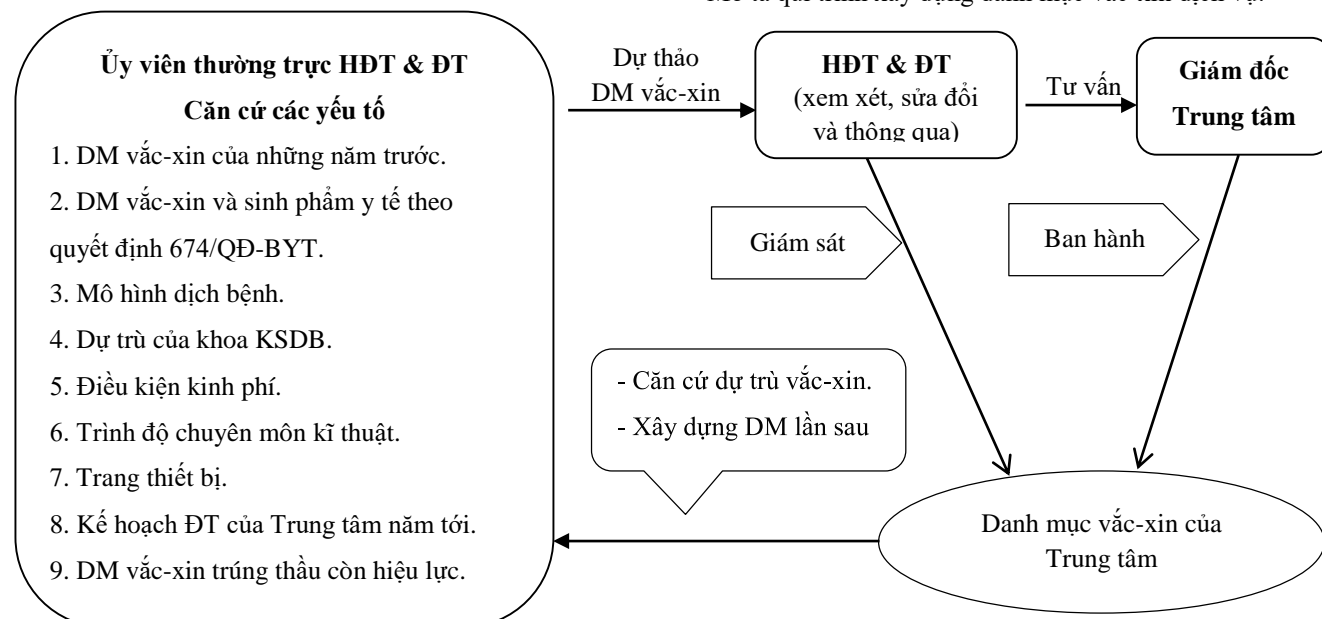 Ủy viên thường trực HĐT & ĐT
Căn cứ các yếu tố
1. DM vắc-xin của những năm trước.
2. DM vắc-xin và sinh phẩm y tế theo
quyết định 674/QĐ-BYT.
3. Mô hình dịch bệnh.
4. Dự trù của khoa KSDB.
5. Điều kiện kinh phí.
6. Trình độ chuyên môn kĩ thuật.
7. Trang thiết bị.
8. Kế hoạch ĐT của Trung tâm năm tới.
9. DM vắc-xin trúng thầu còn hiệu lực.
Dự thảo
DM vắc-xin
HĐT & ĐT
(xem xét, sửa đổi
và thông qua)
Tư vấn
Giám đốc
Trung tâm
Giám sát
Ban hành
- Căn cứ dự trù vắc-xin.
- Xây dựng DM lần sau
Danh mục vắc-xin của
Trung tâm